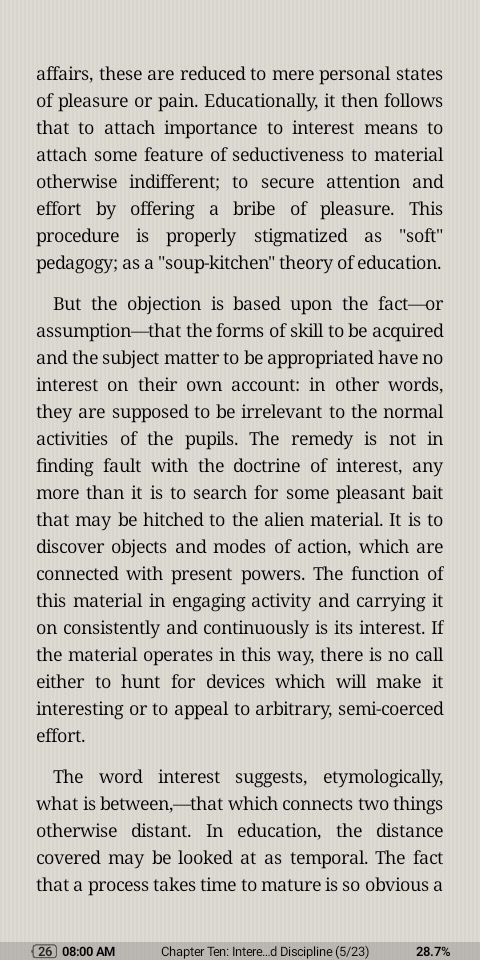 affairs, these are reduced to mere personal states
of pleasure or pain. Educationally, it then follows
that to attach importance to interest means to
attach some feature of seductiveness to material
otherwise indifferent; to secure attention and
effort by offering a bribe of pleasure. This
procedure is properly stigmatized as "soft"
pedagogy; as a "soup-kitchen" theory of education.
But the objection is based upon the fact—or
assumption—that the forms of skill to be acquired
and the subject matter to be appropriated have no
interest on their own account: in other words,
they are supposed to be irrelevant to the normal
activities of the pupils. The remedy is not in
finding fault with the doctrine of interest, any
more than it is to search for some pleasant bait
that may be hitched to the alien material. It is to
discover objects and modes of action, which are
connected with present powers. The function of
this material in engaging activity and carrying it
on consistently and continuously is its interest. If
the material operates in this way, there is no call
either to hunt for devices which will make it
interesting or to appeal to arbitrary, semi-coerced
effort.
The word interest suggests, etymologically,
what is between,—that which connects two things
otherwise distant. In education, the distance
covered may be looked at as temporal. The fact
that a process takes time to mature is so obvious a
26 08:00 AM Chapter Ten: Intere...d Discipline (5/23) 28.7%